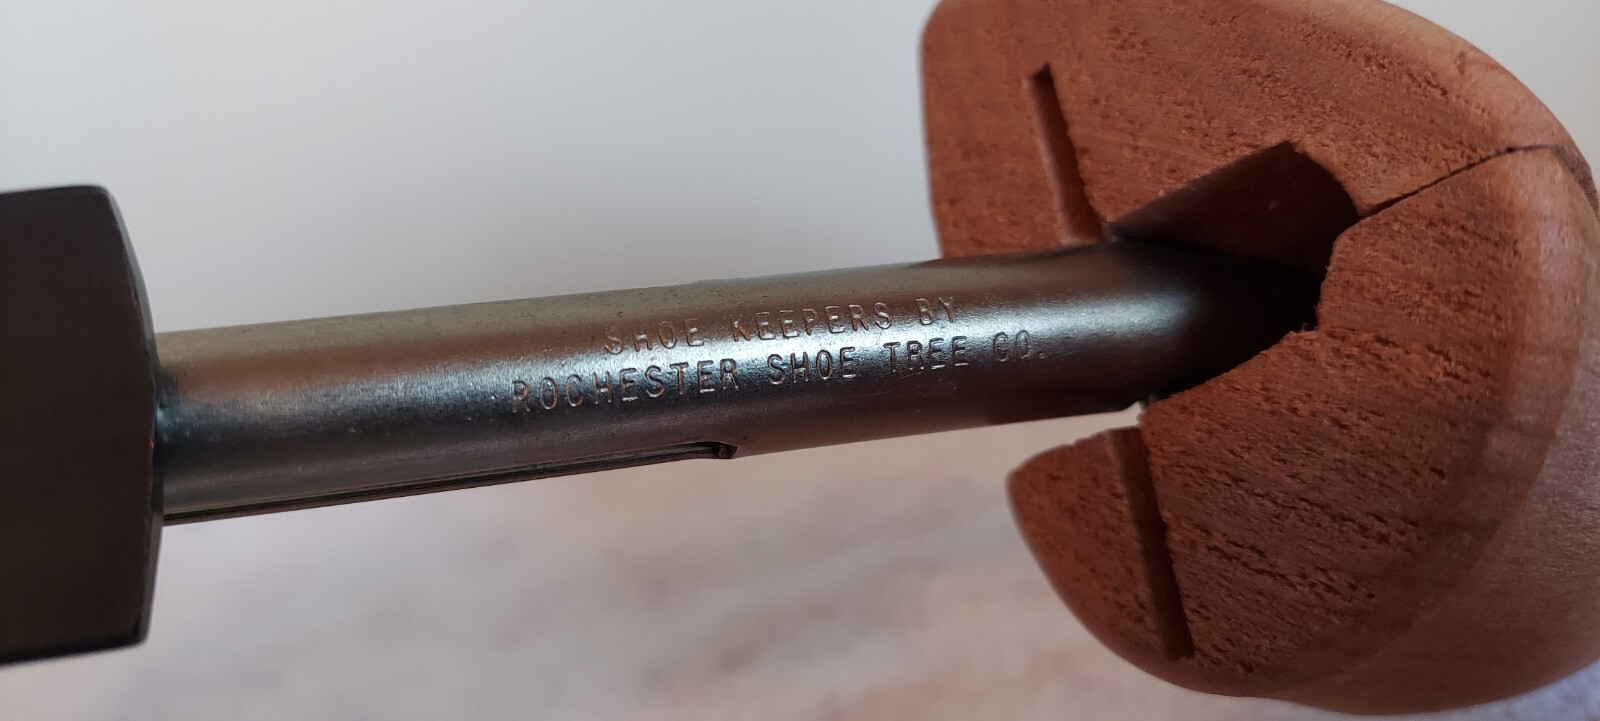 SHOE KEEPERS BY
ROCHESTER SHOE TREE CO.